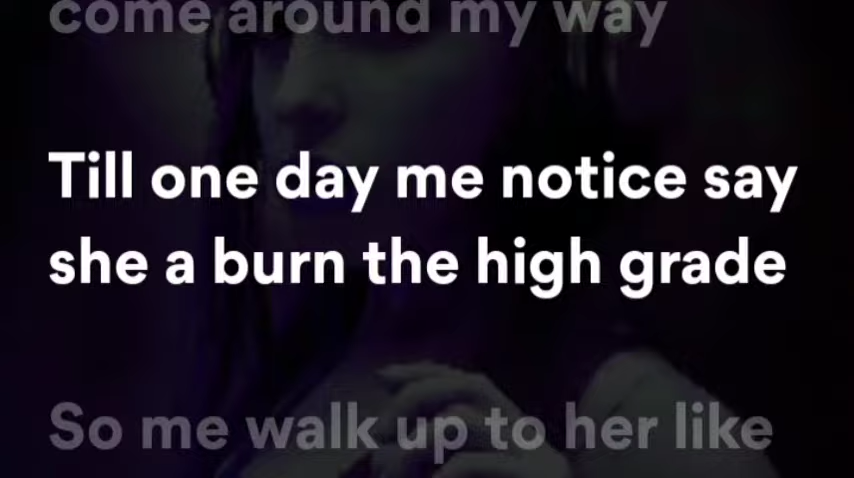 come around my way
Till one day me notice say
she a burn the high grade
So me walk up to her like